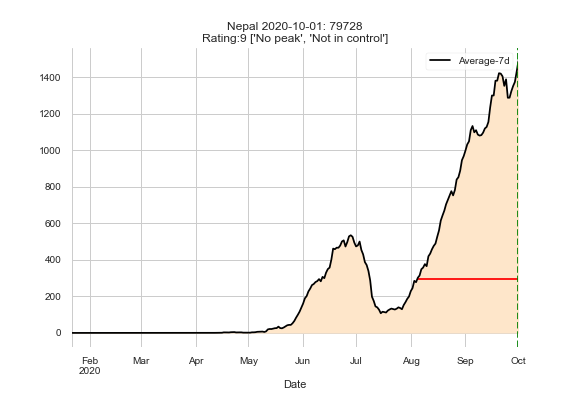 Nepal 2020-10-01: 79728
Rating:9 ['No peak', 'Not in control']
Average-7d
1400
1200
1000
800
600
400
200
0
Feb Mar Apr May Jun Jul Aug Sep Oct
2020
Date